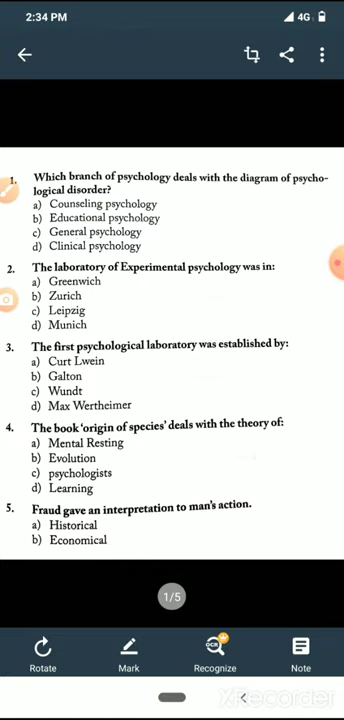 2:34 PM
4G
1. Which branch of psychology deals with the diagram of psycho-
logical disorder?
a) Counseling psychology
b) Educational psychology
c) General psychology
d) Clinical psychology
2. The laboratory of Experimental psychology was in:
a) Greenwich
b) Zurich
c) Leipzig
d) Munich
3. The first psychological laboratory was established by:
a) Curt Lwein
b) Galton
c) Wundt
d) Max Wertheimer
4. The book 'origin of species' deals with the theory of:
a) Mental Resting
b) Evolution
c) psychologists
d) Learning
5. Fraud gave an interpretation to man's action.
a) Historical
b) Economical
1/5
OCR
Rotate Mark Recognize Note
XRecorder